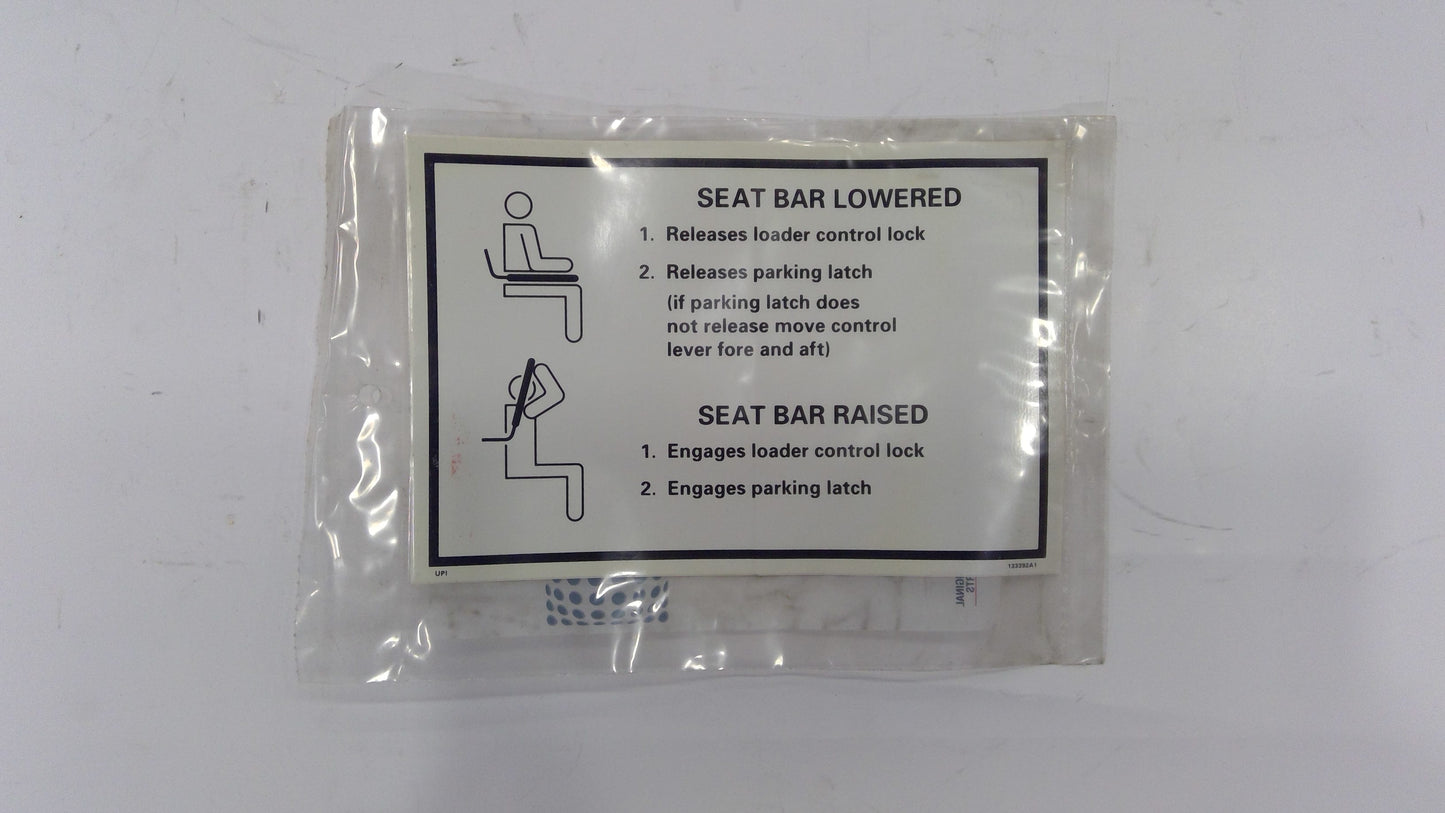 SEAT BAR LOWERED
1. Releases loader control lock
2. Releases parking latch
(if parking latch does
not release move control
lever fore and aft)
SEAT BAR RAISED
1. Engages loader control lock
2. Engages parking latch
UPI
133392A1